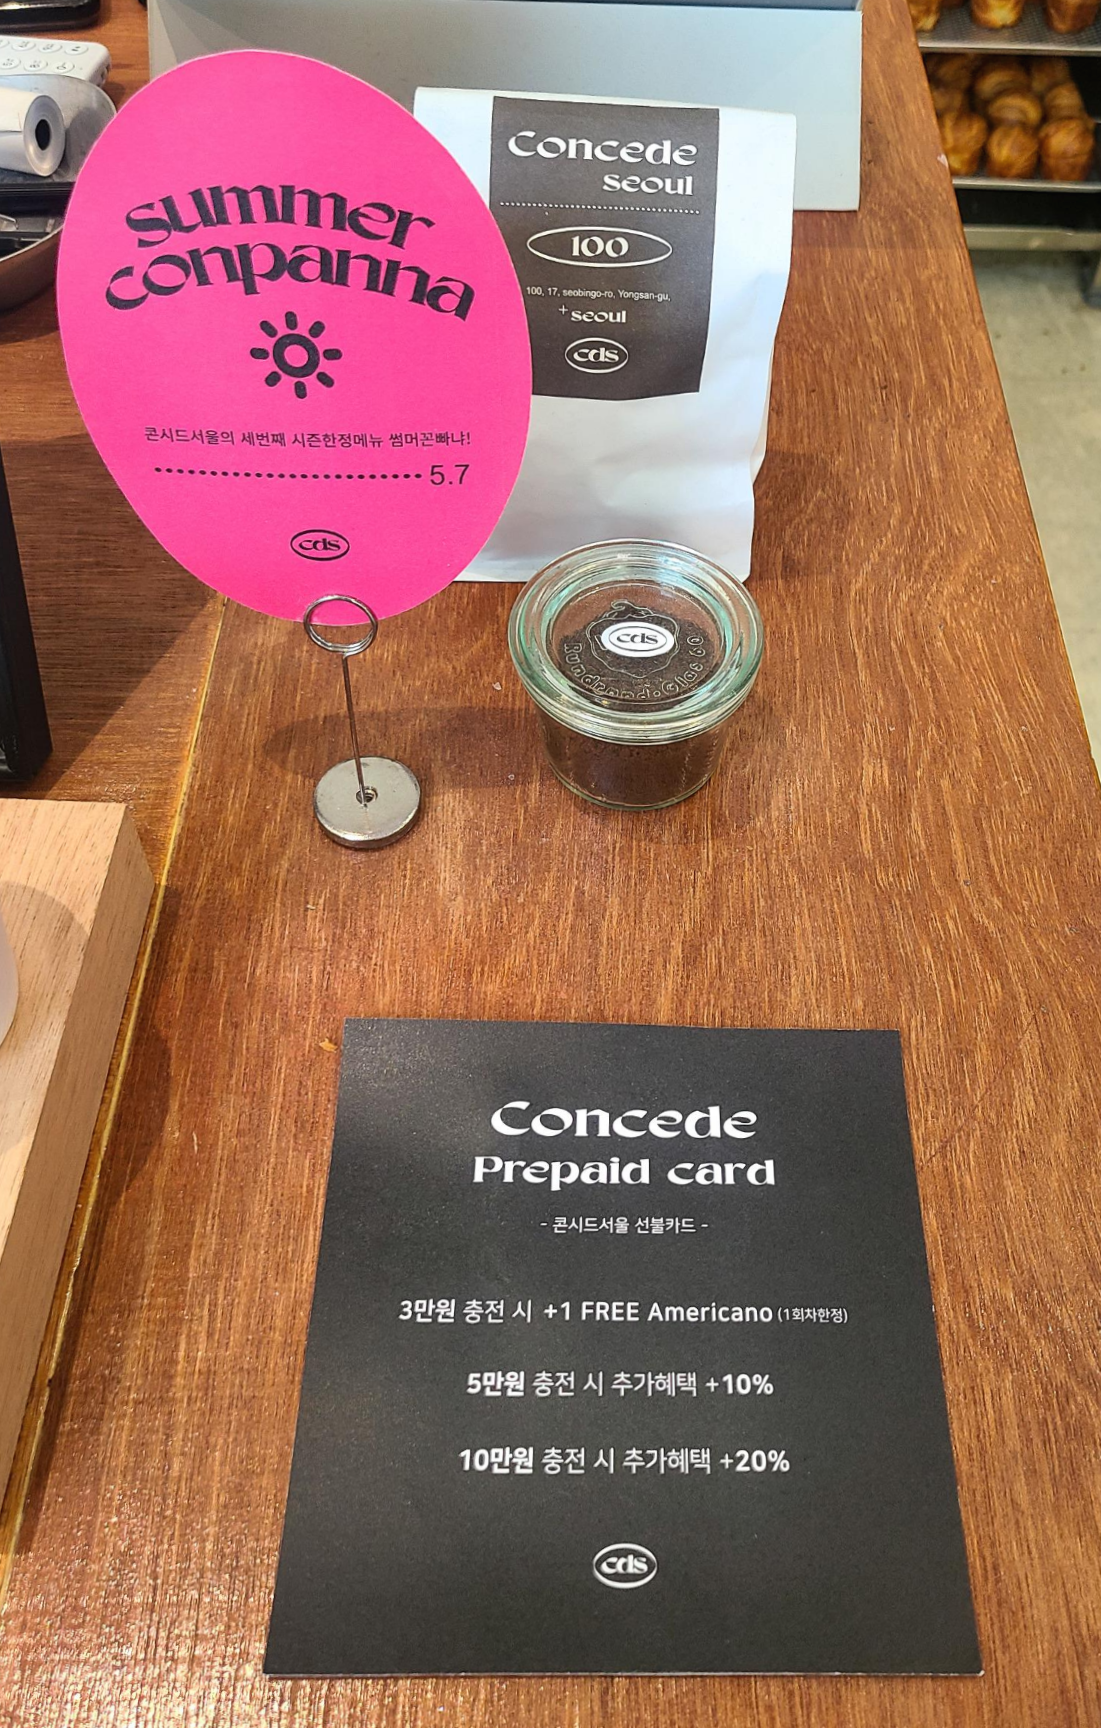 summer
conpanna
콘시드서울의 세번째 시즌한정메뉴 썸머꼰빠냐!
5.7
cds
Concede
seoul
100
100, 17, seobingo-ro, Yongsan-gu,
+ seoul
cds
cds
Rundrand-Glas 60
Concede
Prepaid card
- 콘시드서울 선불카드 -
3만원 충전 시 +1 FREE Americano (1회차한정)
5만원 충전 시 추가혜택 +10%
10만원 충전 시 추가혜택 +20%
cds